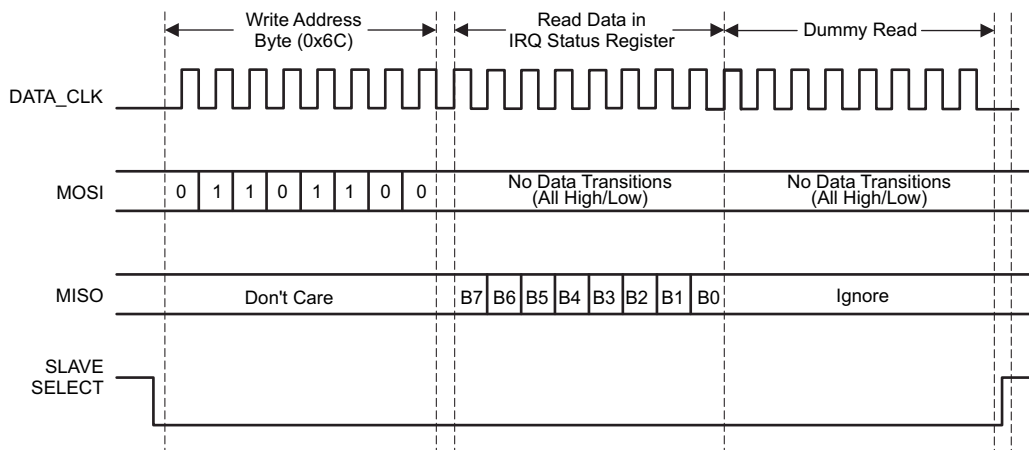 Write Address
Byte (0x6C)
Read Data in
IRQ Status Register
Dummy Read
DATA_CLK
MOSI
0 1 1 0 1 1 0 0
No Data Transitions
(All High/Low)
No Data Transitions
(All High/Low)
MISO
Don't Care
B7 B6 B5 B4 B3 B2 B1 B0
Ignore
SLAVE
SELECT